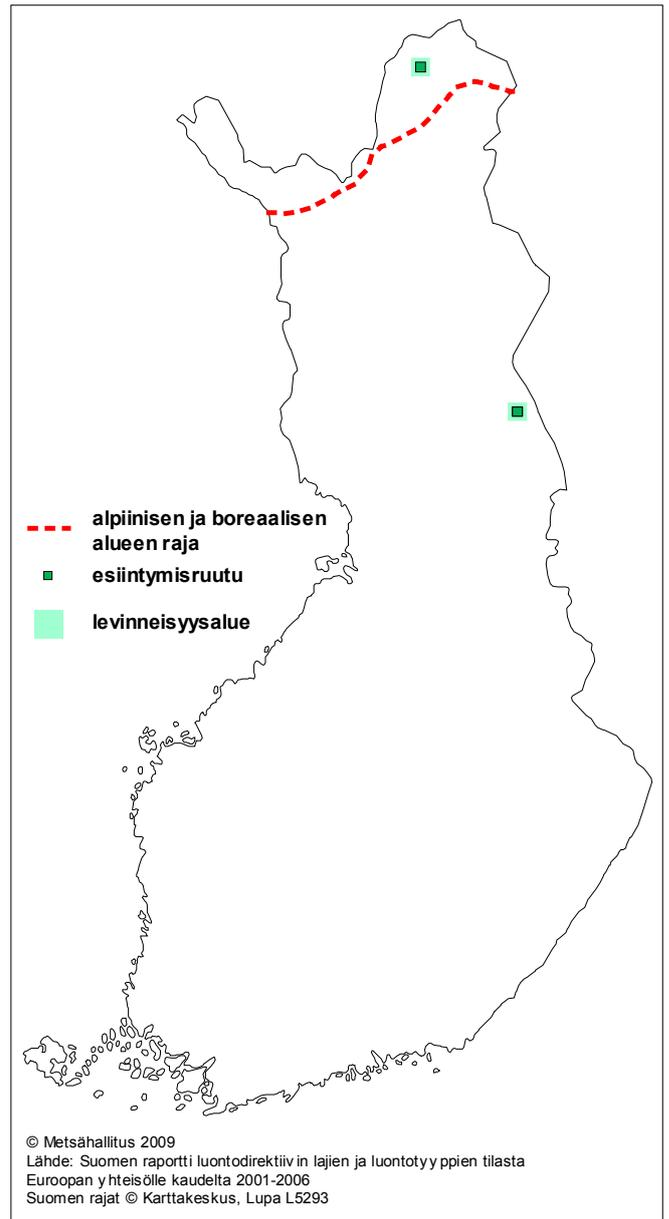 alpiinisen ja boreaalisen
alueen raja
esiintymisruutu
levinneisyysalue
© Metsähallitus 2009
Lähde: Suomen raportti luontodirektiivin lajien ja luontotyyppien tilasta
Euroopan yhteisölle kaudelta 2001-2006
Suomen rajat © Karttakeskus, Lupa L5293